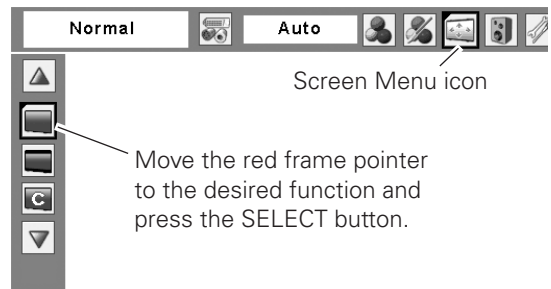 Normal
Auto
Screen Menu icon
Move the red frame pointer
to the desired function and
press the SELECT button.
C